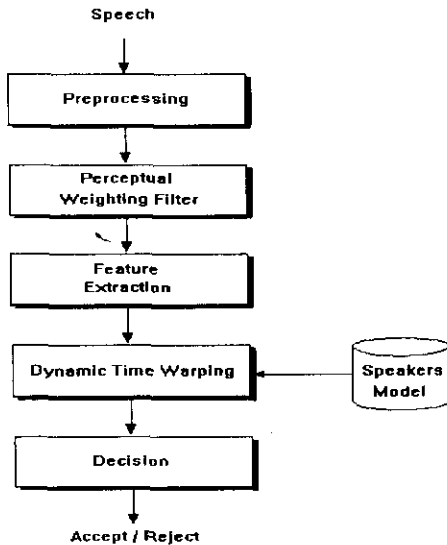 Speech
Preprocessing
Perceptual
Weighting Filter
Feature
Extraction
Dynamic Time Warping
Speakers
Model
Decision
Accept / Reject